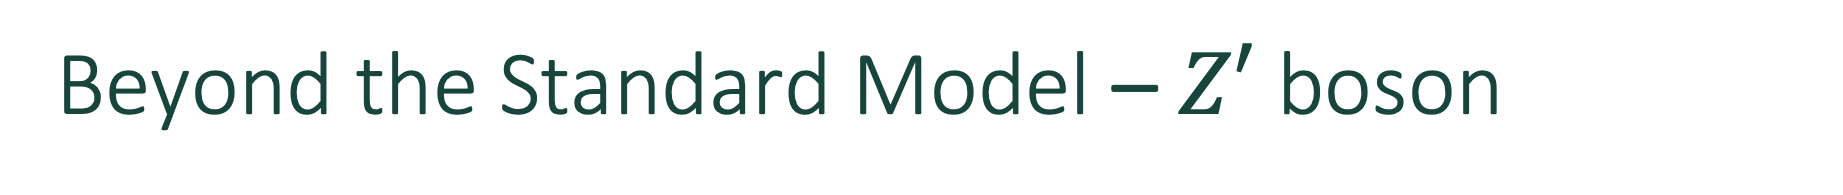 Beyond the Standard Model – Z′ boson